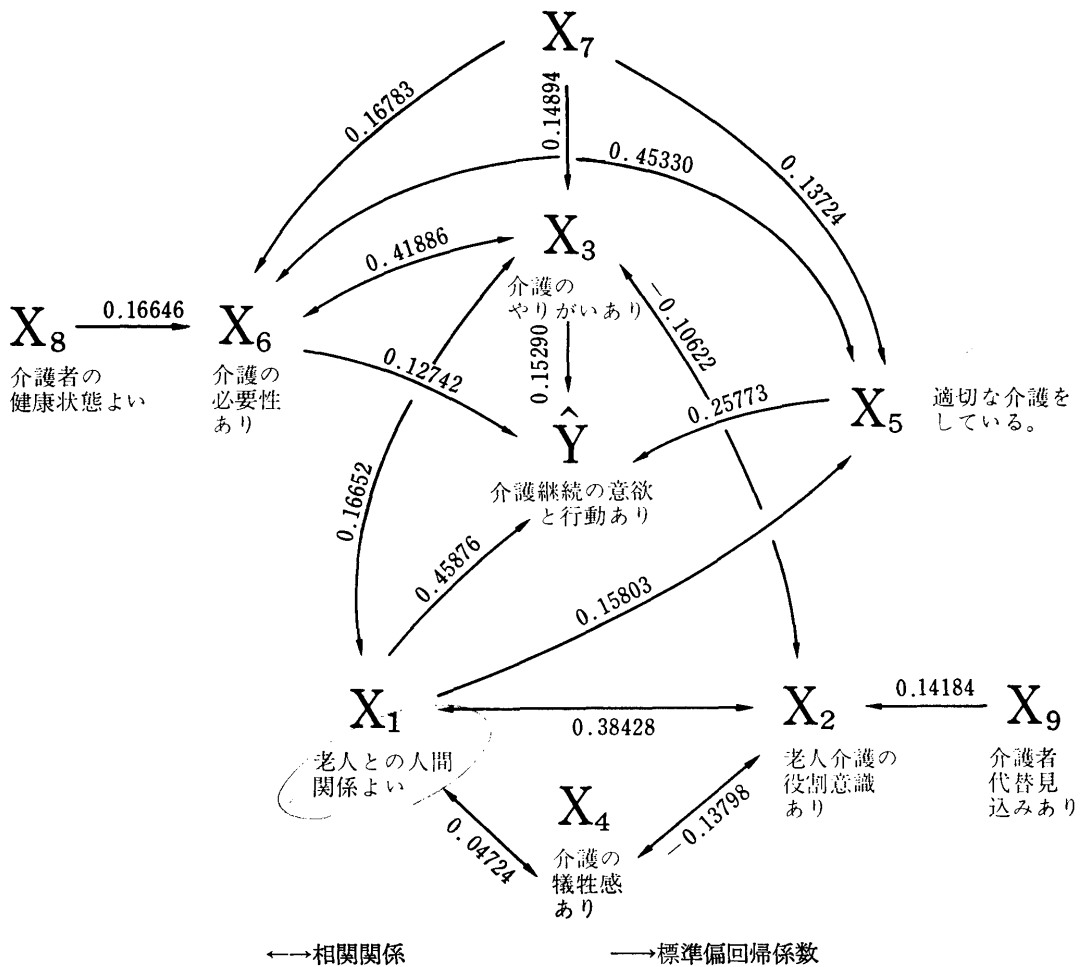 X₇
0.16783
0.14894
0.45330
0.13724
X₃
介護の
やりがいあり
0.41886
-0.10622
X₈
介護者の
健康状態よい
0.16646
X₆
介護の
必要性
あり
0.12742
0.15290
0.25773
X₅
適切な介護を
している。
Ŷ
介護継続の意欲
と行動あり
0.16652
0.45876
0.15803
X₁
老人との人間
関係よい
0.38428
X₂
老人介護の
役割意識
あり
0.14184
X₉
介護者
代替見
込みあり
X₄
介護の
犠牲感
あり
0.04724
-0.13798
←→相関関係
→標準偏回帰係数